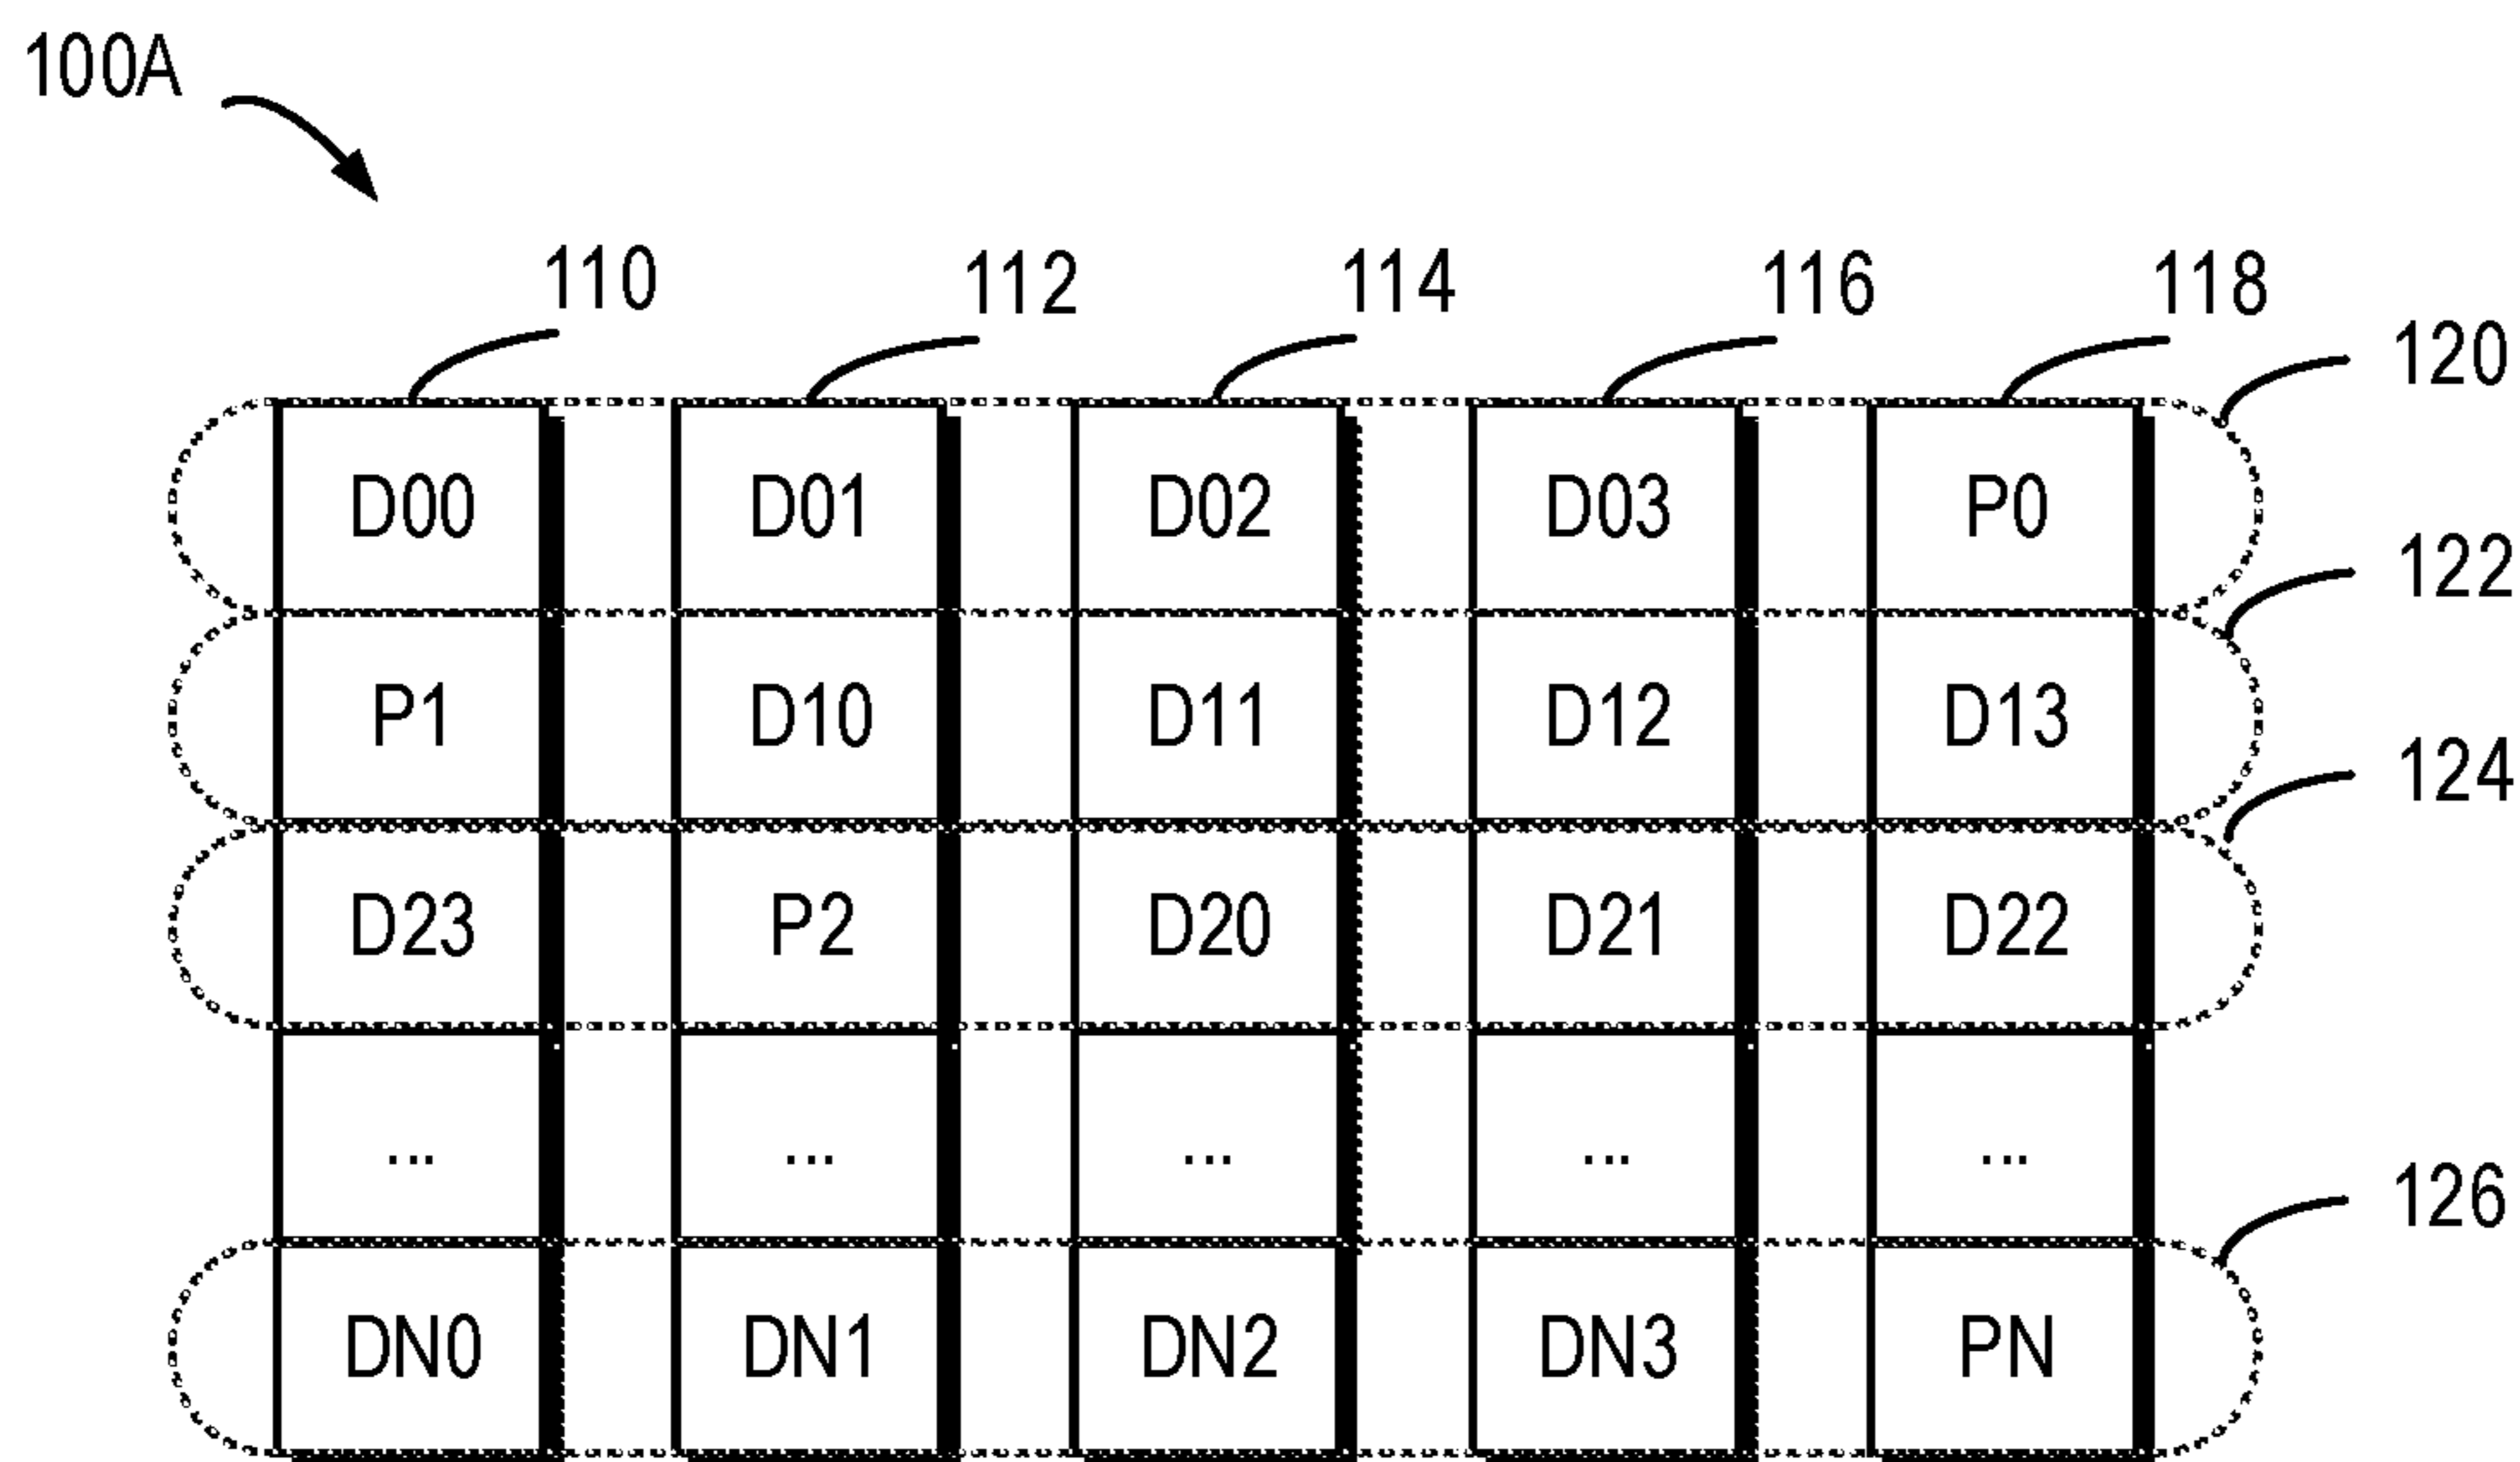 100A
110 112 114 116 118
120
D00 D01 D02 D03 P0
122
P1 D10 D11 D12 D13
124
D23 P2 D20 D21 D22
... ... ... ... ...
126
DN0 DN1 DN2 DN3 PN